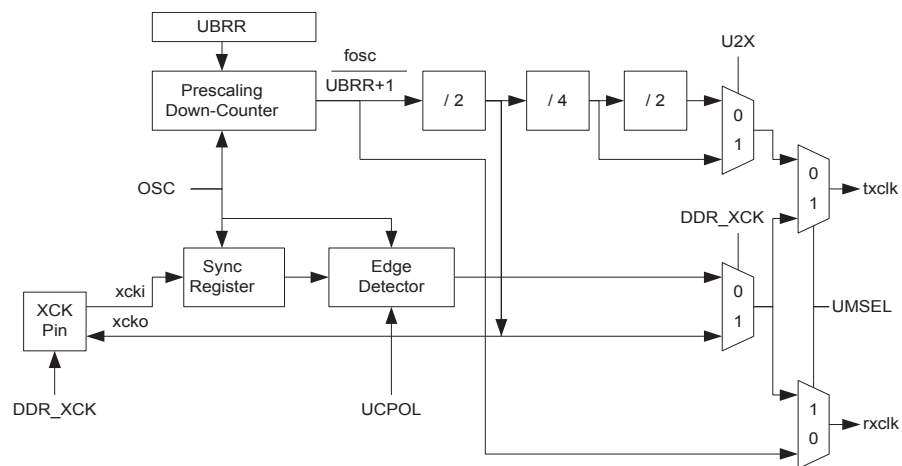 UBRR
fosc
U2X
Prescaling
Down-Counter
UBRR+1
/ 2
/ 4
/ 2
0
1
OSC
0
1
txclk
DDR_XCK
Sync
Register
Edge
Detector
xcki
0
1
XCK
Pin
xcko
UMSEL
DDR_XCK
UCPOL
1
0
rxclk